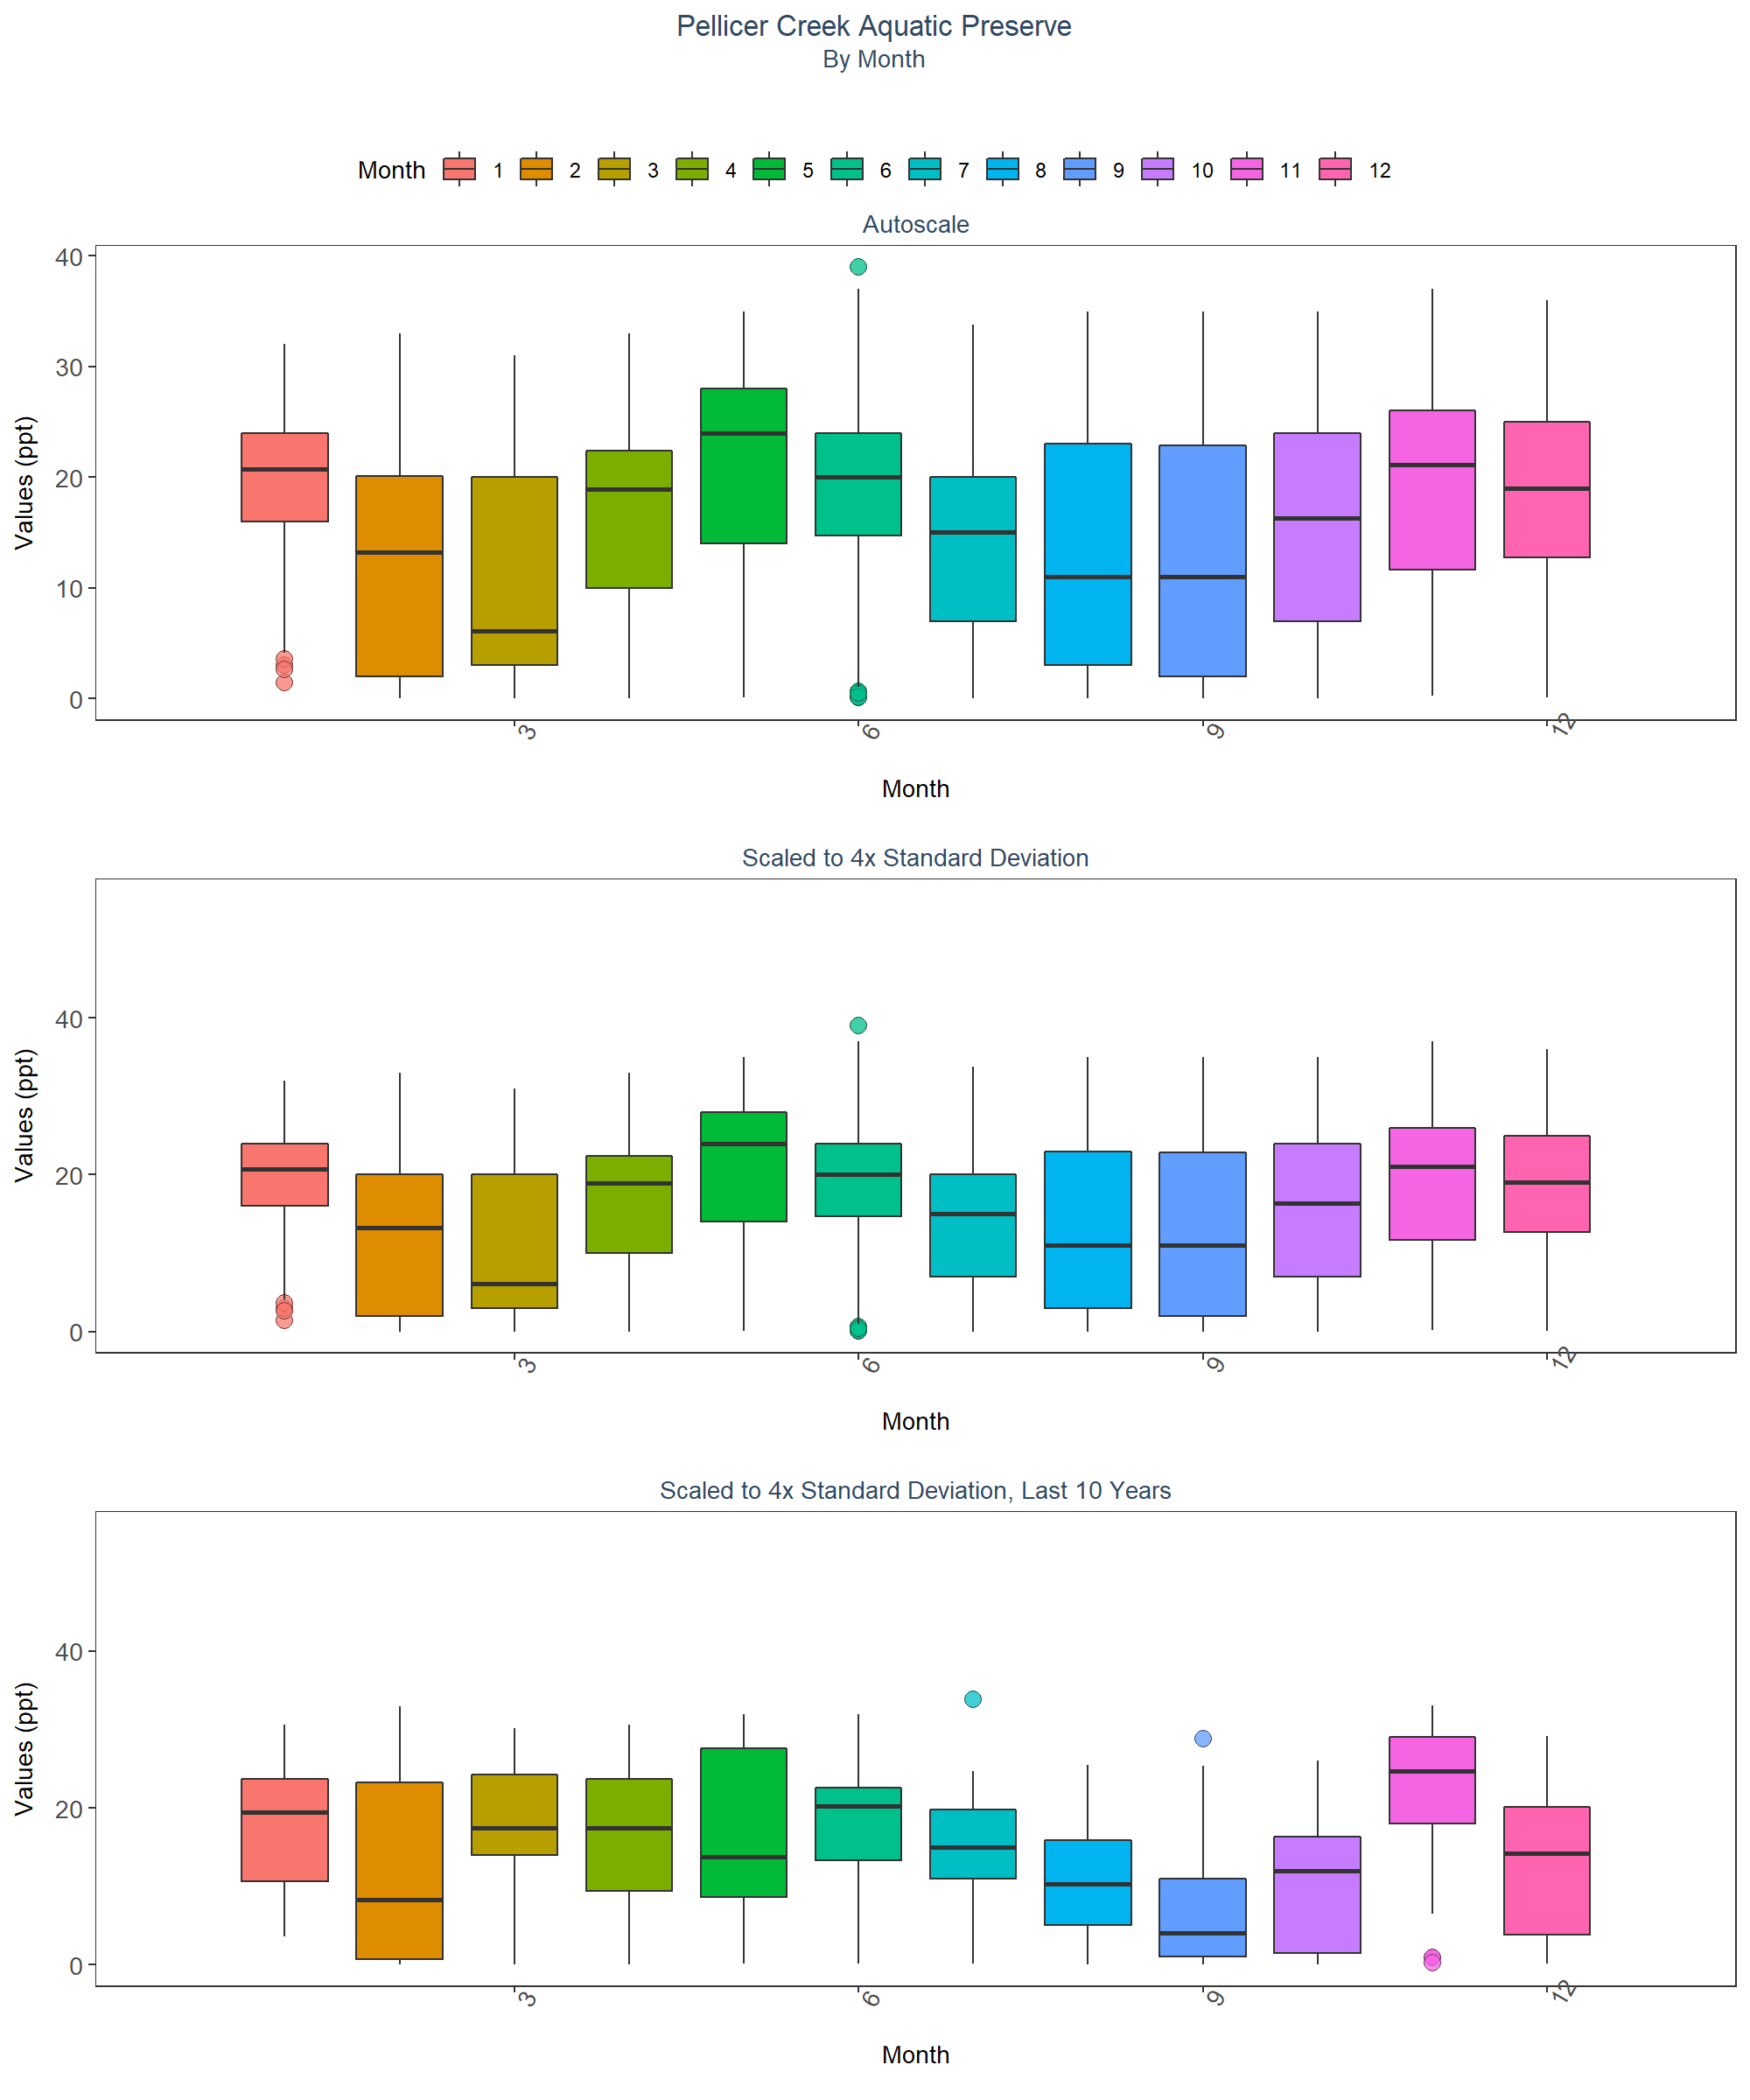 Pellicer Creek Aquatic Preserve
By Month
Month 1 2 3 4 5 6 7 8 9 10 11 12
Autoscale
Values (ppt)
40
30
20
10
0
3 6 9 12
Month
Scaled to 4x Standard Deviation
Values (ppt)
40
20
0
3 6 9 12
Month
Scaled to 4x Standard Deviation, Last 10 Years
Values (ppt)
40
20
0
3 6 9 12
Month